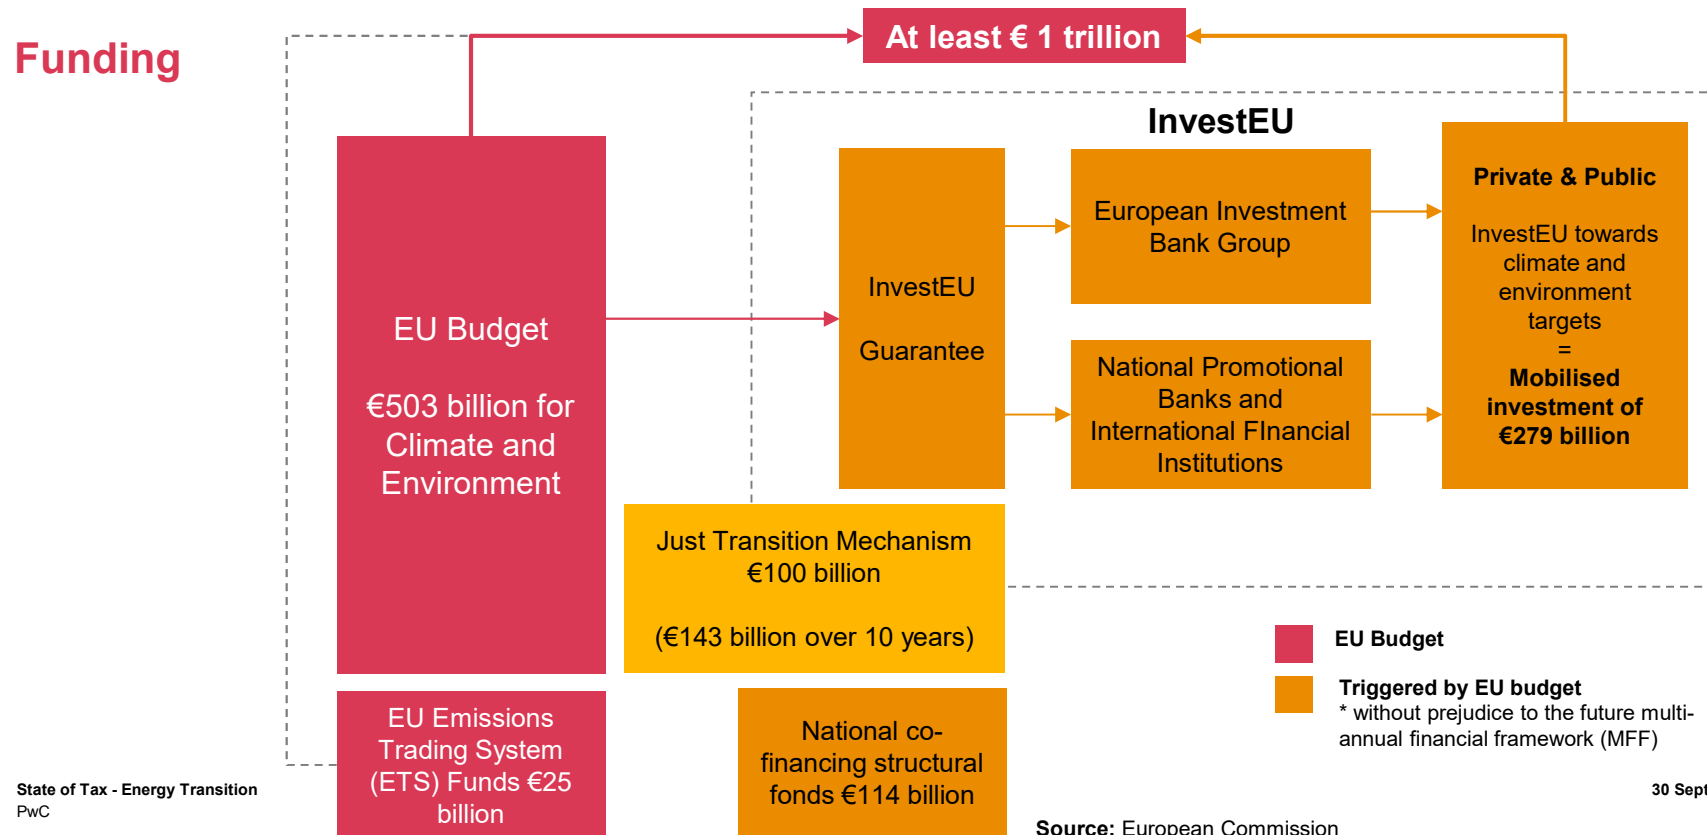 Funding
At least € 1 trillion
InvestEU
EU Budget
€503 billion for
Climate and
Environment
InvestEU
Guarantee
European Investment
Bank Group
National Promotional
Banks and
International FInancial
Institutions
Private & Public
InvestEU towards
climate and
environment
targets
=
Mobilised
investment of
€279 billion
Just Transition Mechanism
€100 billion
(€143 billion over 10 years)
EU Emissions
Trading System
(ETS) Funds €25
billion
National co-
financing structural
fonds €114 billion
EU Budget
Triggered by EU budget
* without prejudice to the future multi-
annual financial framework (MFF)
State of Tax - Energy Transition
PwC
30 Sept
Source: European Commission